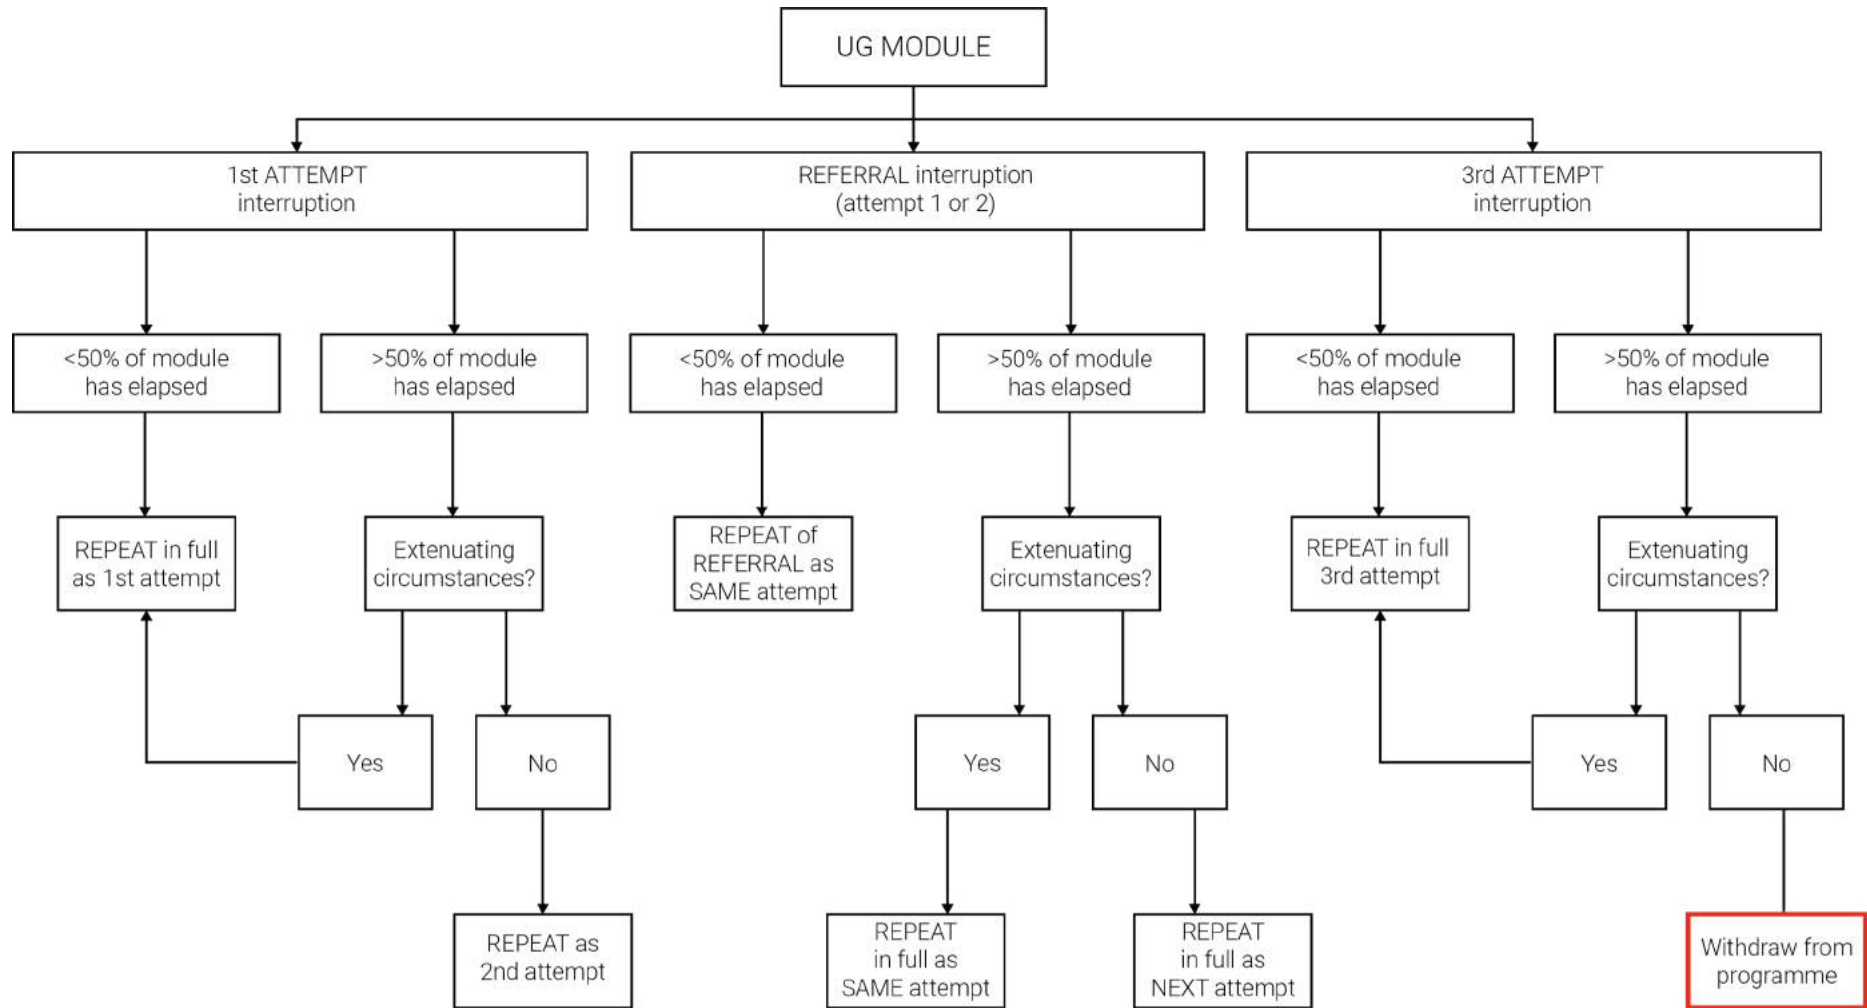 UG MODULE
1st ATTEMPT
interruption
REFERRAL interruption
(attempt 1 or 2)
3rd ATTEMPT
interruption
<50% of module
has elapsed
>50% of module
has elapsed
<50% of module
has elapsed
>50% of module
has elapsed
<50% of module
has elapsed
>50% of module
has elapsed
REPEAT in full
as 1st attempt
Extenuating
circumstances?
REPEAT of
REFERRAL as
SAME attempt
Extenuating
circumstances?
REPEAT in full
3rd attempt
Extenuating
circumstances?
Yes
No
Yes
No
Yes
No
REPEAT as
2nd attempt
REPEAT
in full as
SAME attempt
REPEAT
in full as
NEXT attempt
Withdraw from
programme